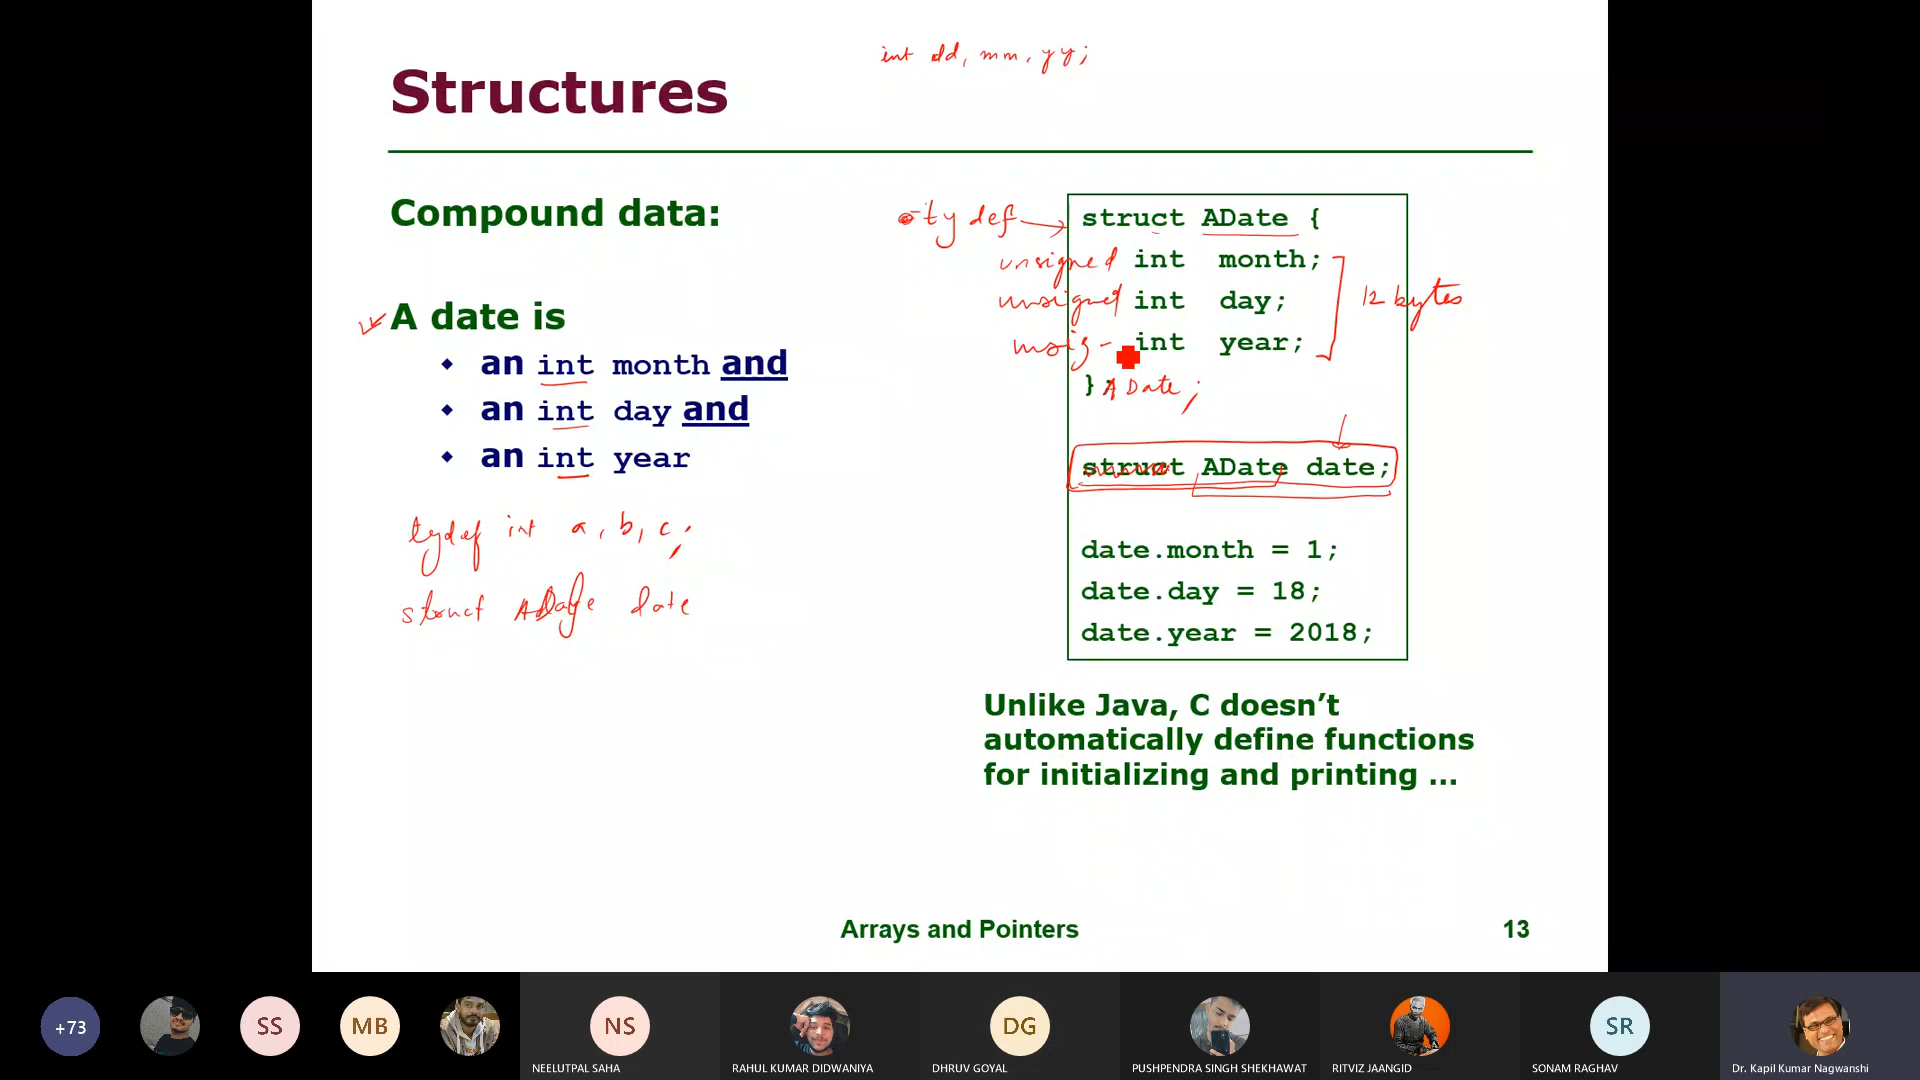 int dd, mm, yy;
Structures
Compound data:
A date is
an int month and
an int day and
an int year
tydef int a, b, c;
struct date
tydef
struct ADate {
unsigned int month;
unsigned int day;
unsig- int year;
};
ADate;
12 bytes
struct ADate date;
date.month = 1;
date.day = 18;
date.year = 2018;
Unlike Java, C doesn’t
automatically define functions
for initializing and printing …
Arrays and Pointers
13
+73
SS
MB
NS
NEELUTPAL SAHA
RAHUL KUMAR DIDWANIYA
DG
DHRUV GOYAL
PUSHPENDRA SINGH SHEKHAWAT
RITVIZ JAANGID
SR
SONAM RAGHAV
Dr. Kapil Kumar Nagwanshi